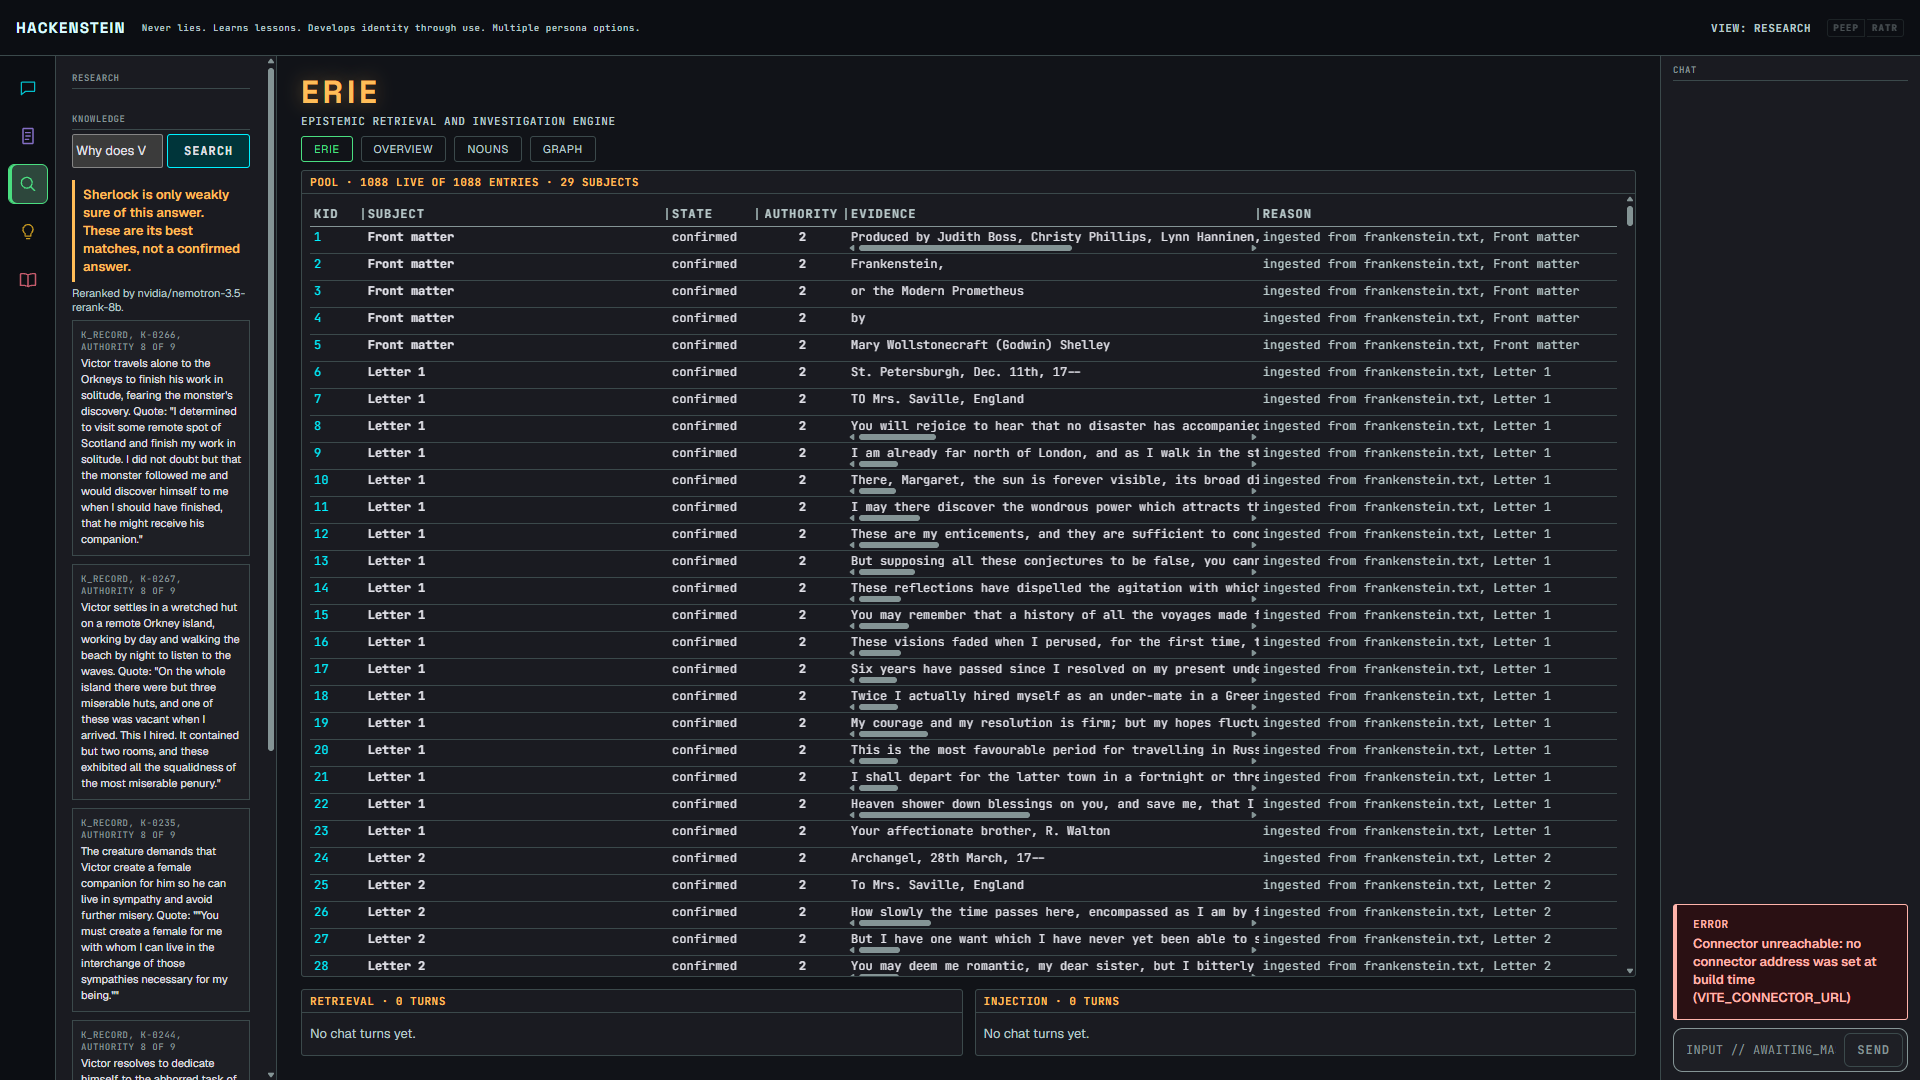 HACKENSTEIN Never lies. Learns lessons. Develops identity through use. Multiple persona options.
VIEW: RESEARCH PEEP RATR
RESEARCH
KNOWLEDGE
Why does V SEARCH
Sherlock is only weakly
sure of this answer.
These are its best
matches, not a confirmed
answer.
Reranked by nvidia/nemotron-3.5-
rerank-8b.
K_RECORD, K-0266,
AUTHORITY 8 OF 9
Victor travels alone to the
Orkneys to finish his work in
solitude, fearing the monster's
discovery. Quote: "I determined
to visit some remote spot of
Scotland and finish my work in
solitude. I did not doubt but that
the monster followed me and
would discover himself to me
when I should have finished,
that he might receive his
companion."
K_RECORD, K-0267,
AUTHORITY 8 OF 9
Victor settles in a wretched hut
on a remote Orkney island,
working by day and walking the
beach by night to listen to the
waves. Quote: "On the whole
island there were but three
miserable huts, and one of
these was vacant when I
arrived. This I hired. It contained
but two rooms, and these
exhibited all the squalidness of
the most miserable penury."
K_RECORD, K-0235,
AUTHORITY 8 OF 9
The creature demands that
Victor create a female
companion for him so he can
live in sympathy and avoid
further misery. Quote: ""You
must create a female for me
with whom I can live in the
interchange of those
sympathies necessary for my
being.""
K_RECORD, K-0244,
AUTHORITY 8 OF 9
Victor resolves to dedicate
himself to the abhorred task of
ERIE
EPISTEMIC RETRIEVAL AND INVESTIGATION ENGINE
ERIE OVERVIEW NOUNS GRAPH
POOL · 1088 LIVE OF 1088 ENTRIES · 29 SUBJECTS
KID |SUBJECT |STATE |AUTHORITY |EVIDENCE |REASON
1 Front matter confirmed 2 Produced by Judith Boss, Christy Phillips, Lynn Hanninen, ingested from frankenstein.txt, Front matter
2 Front matter confirmed 2 Frankenstein, ingested from frankenstein.txt, Front matter
3 Front matter confirmed 2 or the Modern Prometheus ingested from frankenstein.txt, Front matter
4 Front matter confirmed 2 by ingested from frankenstein.txt, Front matter
5 Front matter confirmed 2 Mary Wollstonecraft (Godwin) Shelley ingested from frankenstein.txt, Front matter
6 Letter 1 confirmed 2 St. Petersburgh, Dec. 11th, 17-- ingested from frankenstein.txt, Letter 1
7 Letter 1 confirmed 2 TO Mrs. Saville, England ingested from frankenstein.txt, Letter 1
8 Letter 1 confirmed 2 You will rejoice to hear that no disaster has accompanied ingested from frankenstein.txt, Letter 1
9 Letter 1 confirmed 2 I am already far north of London, and as I walk in the st ingested from frankenstein.txt, Letter 1
10 Letter 1 confirmed 2 There, Margaret, the sun is forever visible, its broad di ingested from frankenstein.txt, Letter 1
11 Letter 1 confirmed 2 I may there discover the wondrous power which attracts th ingested from frankenstein.txt, Letter 1
12 Letter 1 confirmed 2 These are my enticements, and they are sufficient to conq ingested from frankenstein.txt, Letter 1
13 Letter 1 confirmed 2 But supposing all these conjectures to be false, you cann ingested from frankenstein.txt, Letter 1
14 Letter 1 confirmed 2 These reflections have dispelled the agitation with which ingested from frankenstein.txt, Letter 1
15 Letter 1 confirmed 2 You may remember that a history of all the voyages made f ingested from frankenstein.txt, Letter 1
16 Letter 1 confirmed 2 These visions faded when I perused, for the first time, t ingested from frankenstein.txt, Letter 1
17 Letter 1 confirmed 2 Six years have passed since I resolved on my present unde ingested from frankenstein.txt, Letter 1
18 Letter 1 confirmed 2 Twice I actually hired myself as an under-mate in a Green ingested from frankenstein.txt, Letter 1
19 Letter 1 confirmed 2 My courage and my resolution is firm; but my hopes fluctu ingested from frankenstein.txt, Letter 1
20 Letter 1 confirmed 2 This is the most favourable period for travelling in Russ ingested from frankenstein.txt, Letter 1
21 Letter 1 confirmed 2 I shall depart for the latter town in a fortnight or thre ingested from frankenstein.txt, Letter 1
22 Letter 1 confirmed 2 Heaven shower down blessings on you, and save me, that I ingested from frankenstein.txt, Letter 1
23 Letter 1 confirmed 2 Your affectionate brother, R. Walton ingested from frankenstein.txt, Letter 1
24 Letter 2 confirmed 2 Archangel, 28th March, 17-- ingested from frankenstein.txt, Letter 2
25 Letter 2 confirmed 2 To Mrs. Saville, England ingested from frankenstein.txt, Letter 2
26 Letter 2 confirmed 2 How slowly the time passes here, encompassed as I am by f ingested from frankenstein.txt, Letter 2
27 Letter 2 confirmed 2 But I have one want which I have never yet been able to s ingested from frankenstein.txt, Letter 2
28 Letter 2 confirmed 2 You may deem me romantic, my dear sister, but I bitterly ingested from frankenstein.txt, Letter 2
RETRIEVAL · 0 TURNS
No chat turns yet.
INJECTION · 0 TURNS
No chat turns yet.
CHAT
ERROR
Connector unreachable: no
connector address was set at
build time
(VITE_CONNECTOR_URL)
INPUT // AWAITING_MA SEND